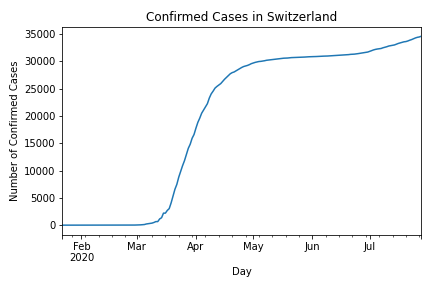 Confirmed Cases in Switzerland
Number of Confirmed Cases
35000
30000
25000
20000
15000
10000
5000
0
Feb
2020
Mar
Apr
May
Jun
Jul
Day